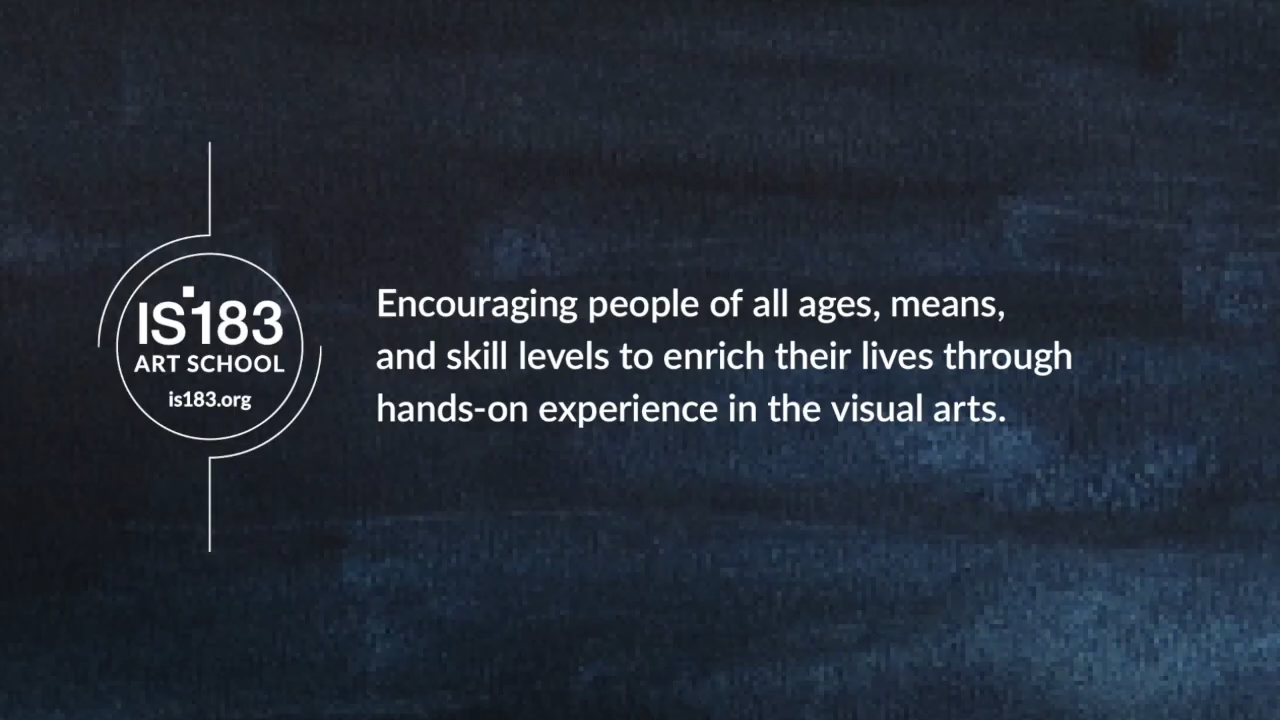 IS183
ART SCHOOL
is183.org
Encouraging people of all ages, means,
and skill levels to enrich their lives through
hands-on experience in the visual arts.